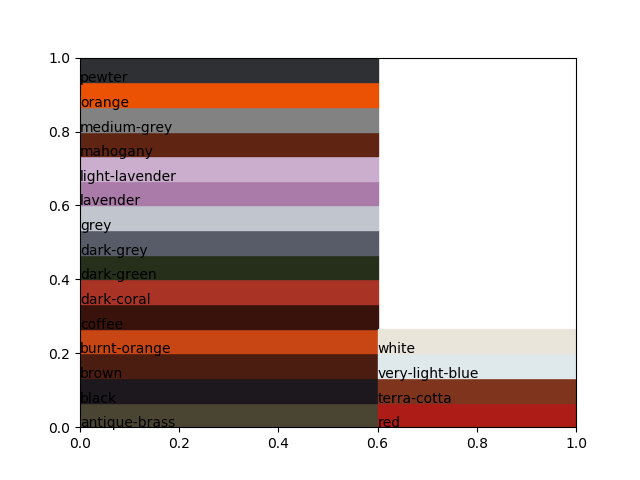 1.0
pewter
orange
medium-grey
0.8
mahogany
light-lavender
lavender
0.6
grey
dark-grey
dark-green
0.4
dark-coral
coffee
burnt-orange white
0.2
brown very-light-blue
black terra-cotta
antique-brass red
0.0
0.0 0.2 0.4 0.6 0.8 1.0